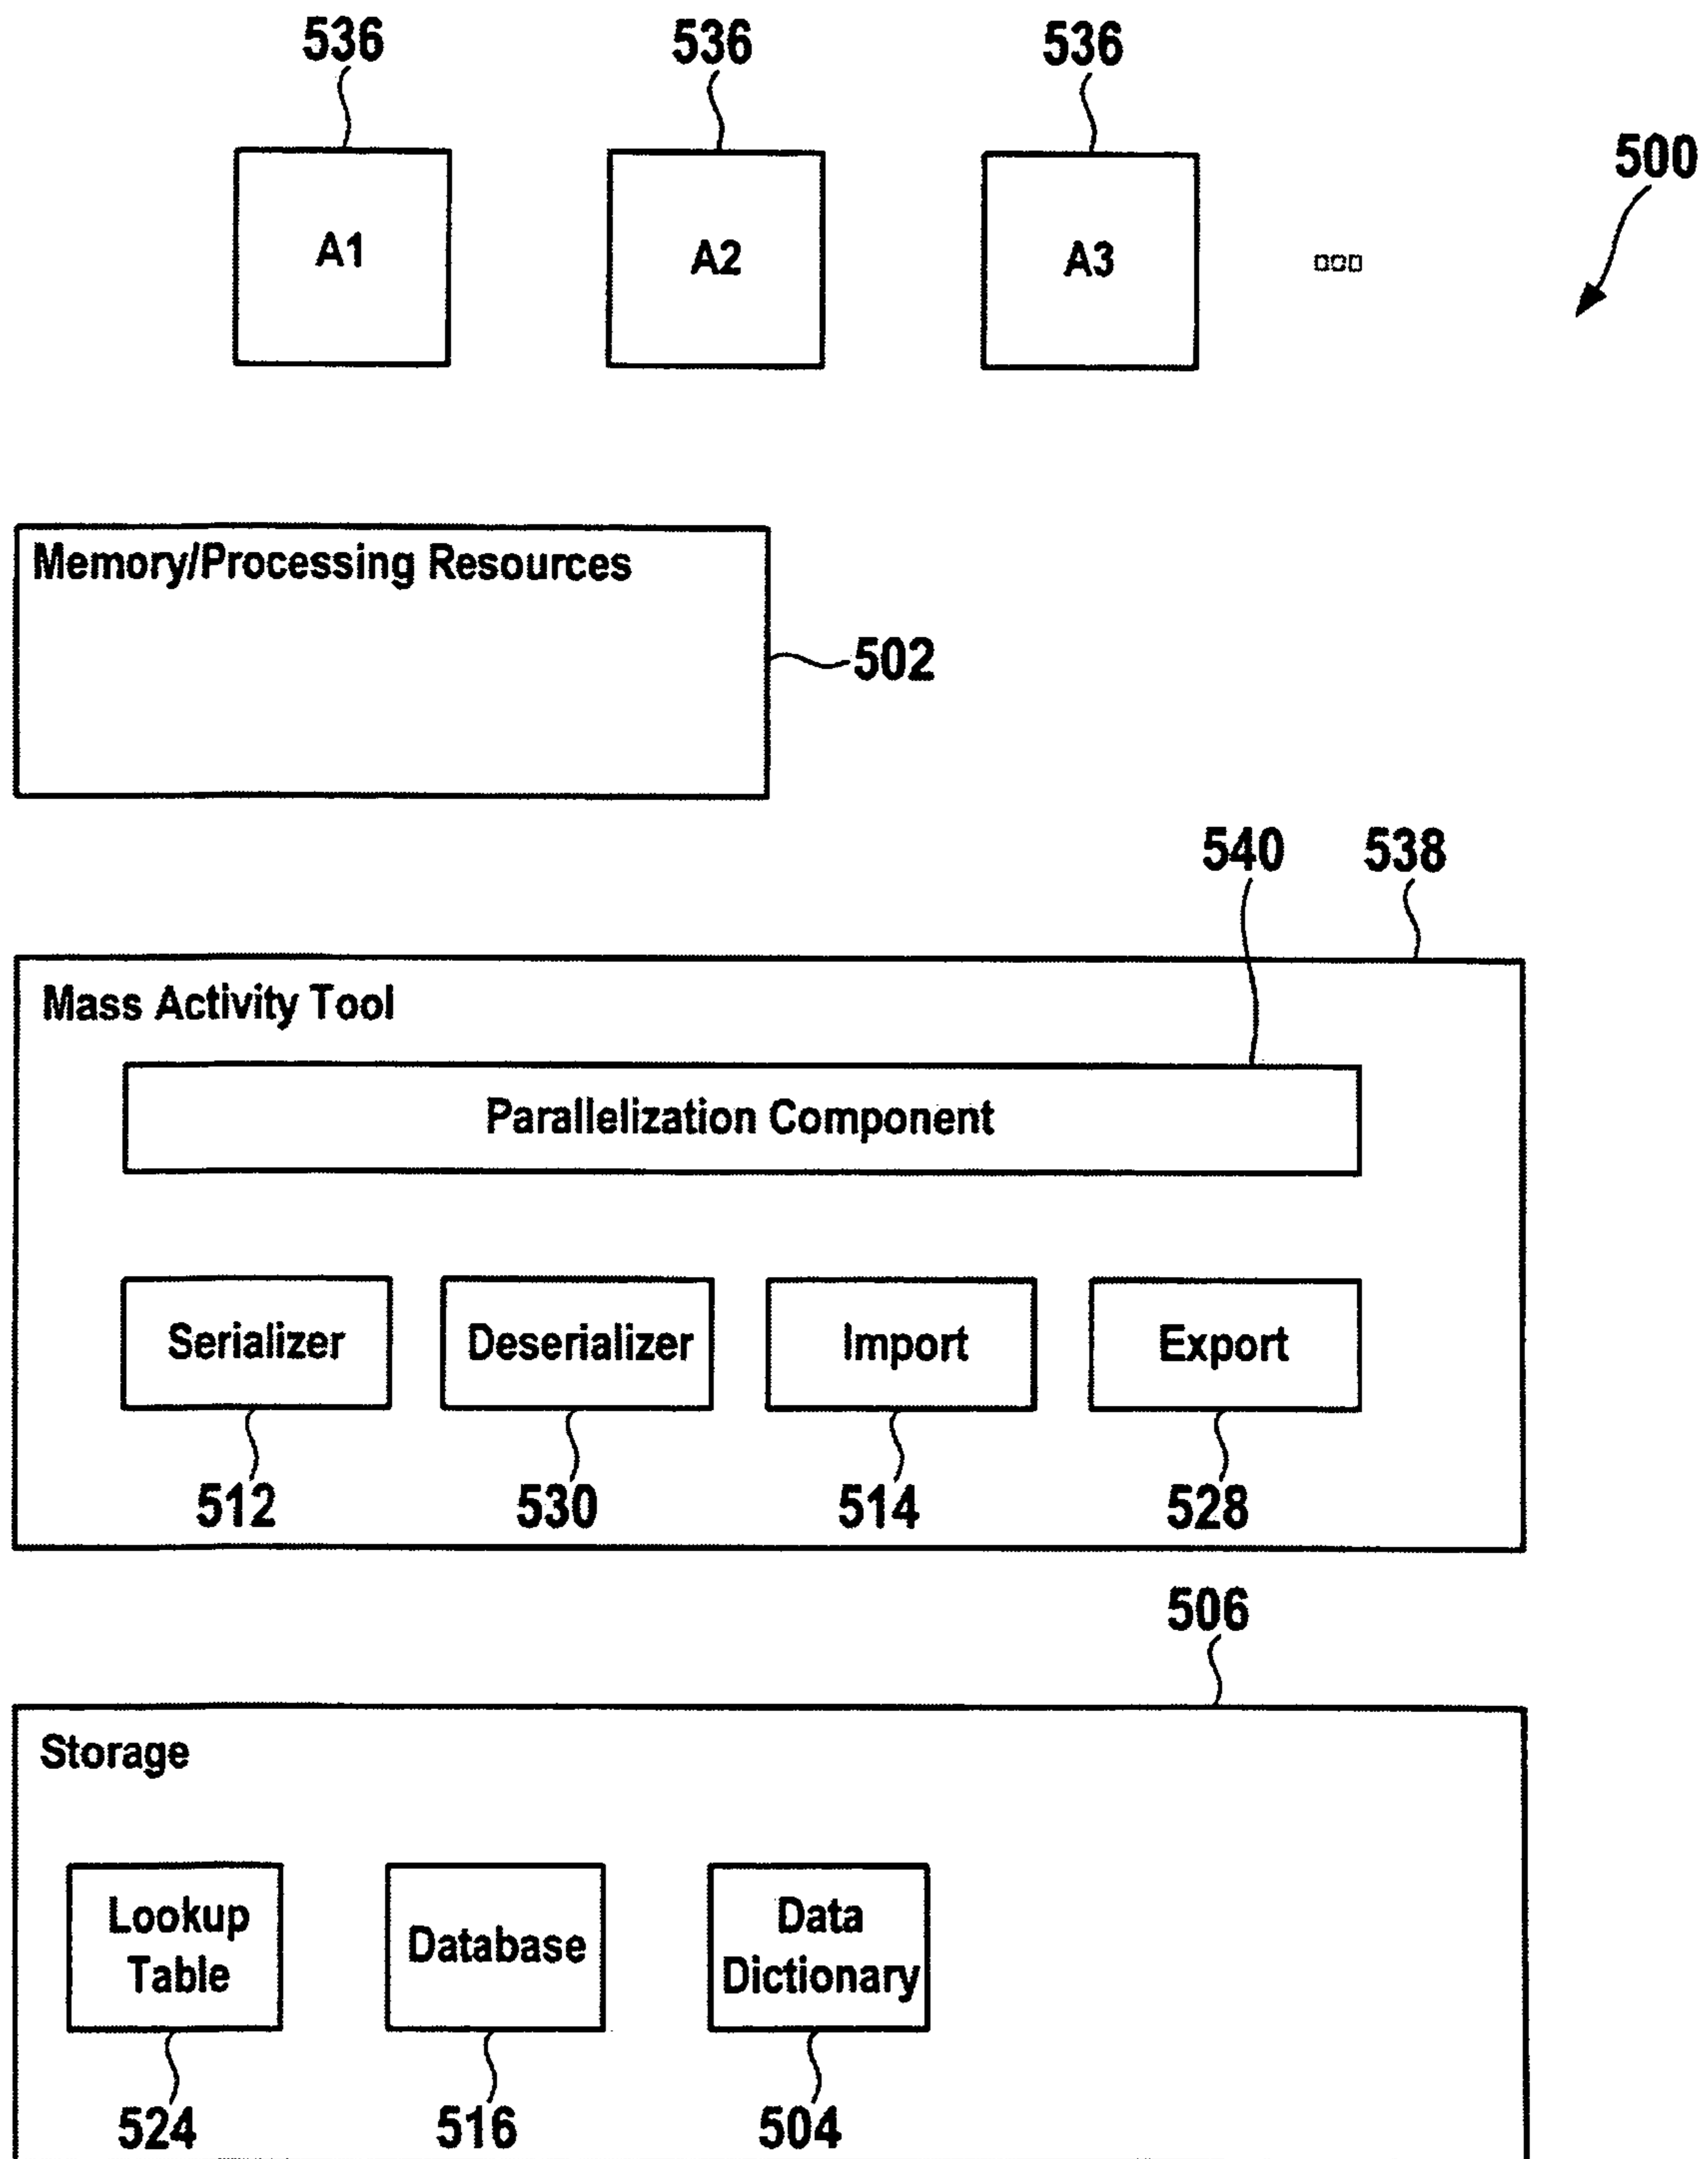 536 536 536
500
A1 A2 A3
Memory/Processing Resources
502
540 538
Mass Activity Tool
Parallelization Component
Serializer Deserializer Import Export
512 530 514 528
506
Storage
Lookup
Table
Database
Data
Dictionary
524 516 504